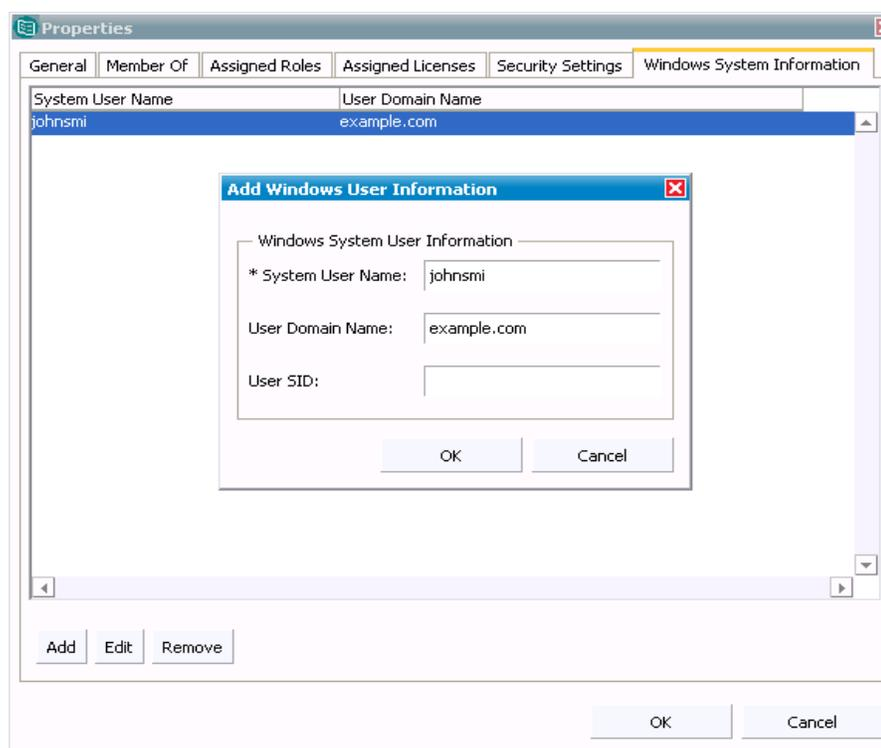 Properties
General Member Of Assigned Roles Assigned Licenses Security Settings Windows System Information
System User Name User Domain Name
johnsmi example.com
Add Windows User Information
Windows System User Information
* System User Name: johnsmi
User Domain Name: example.com
User SID:
OK Cancel
Add Edit Remove
OK Cancel